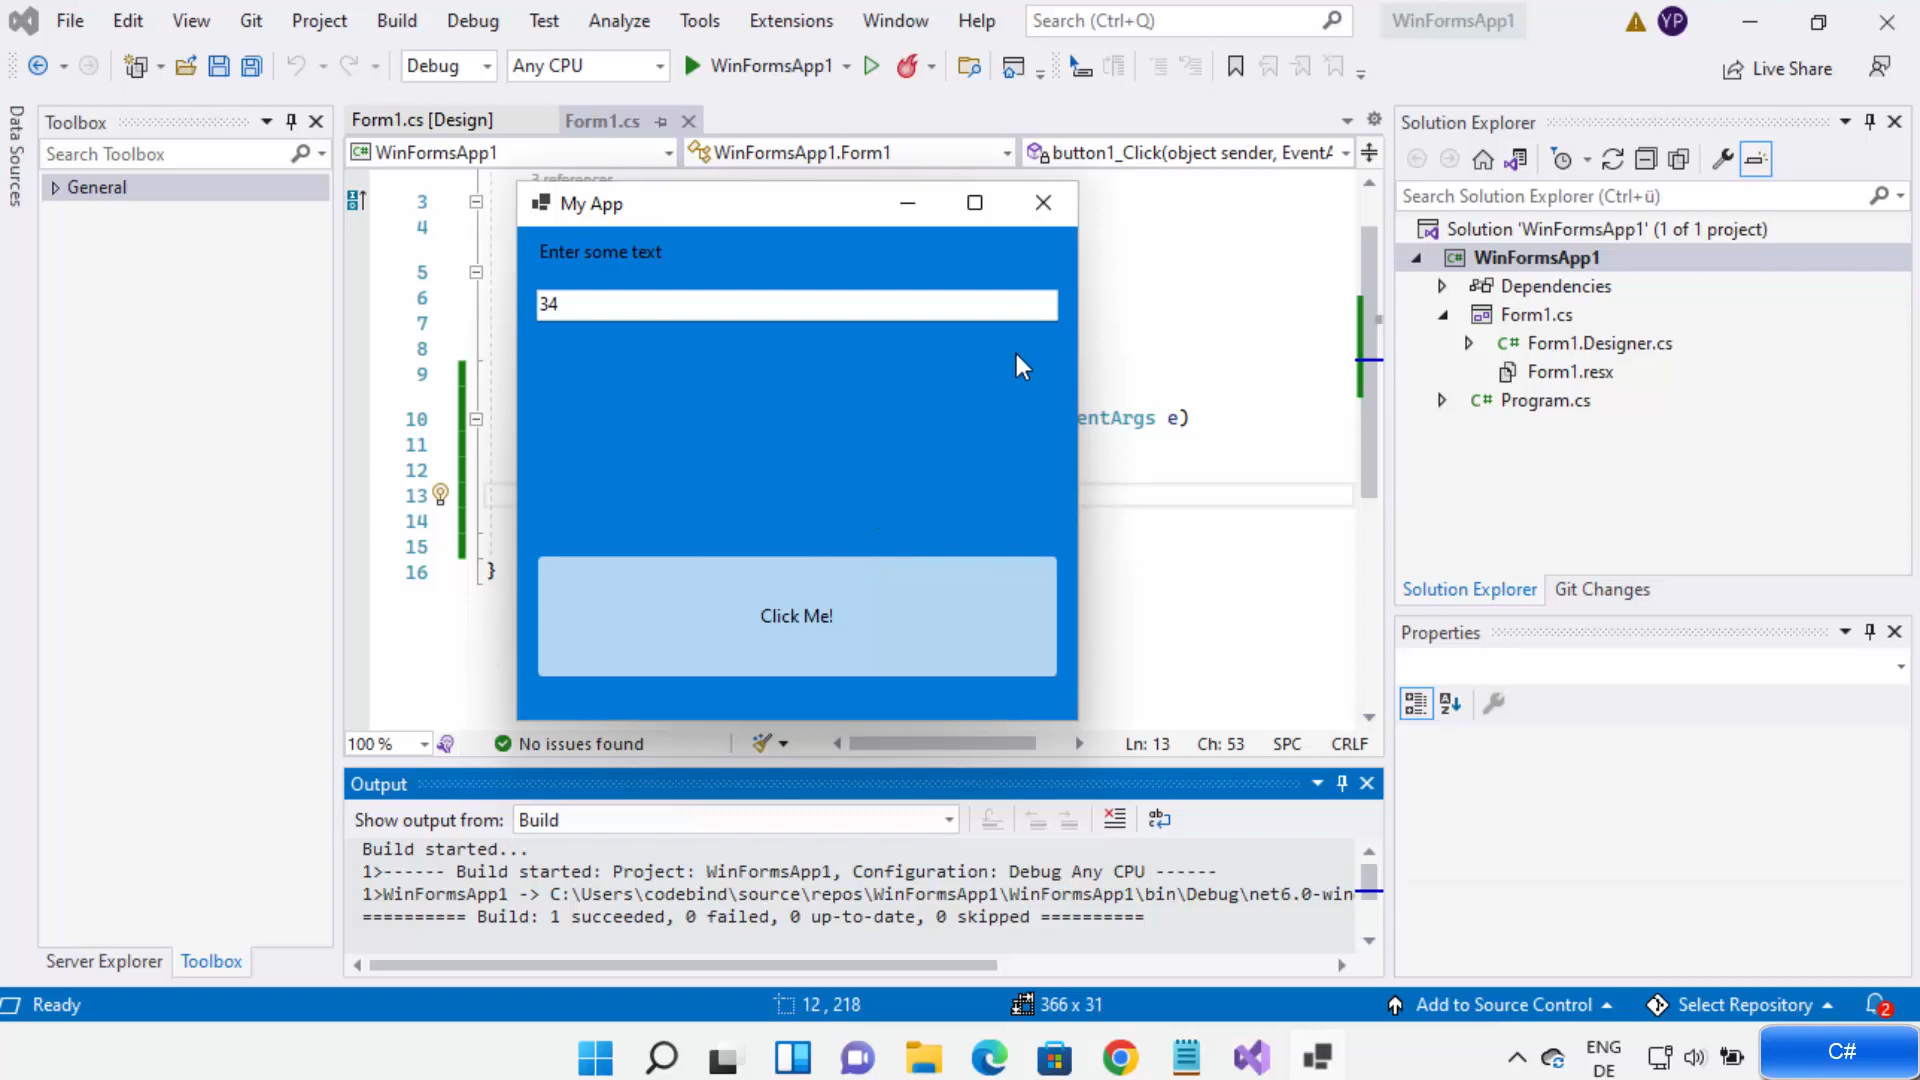 File Edit View Git Project Build Debug Test Analyze Tools Extensions Window Help Search (Ctrl+Q) WinFormsApp1 YP
Debug Any CPU WinFormsApp1 Live Share
Data Sources
Toolbox
Search Toolbox
General
Server Explorer Toolbox
Form1.cs [Design] Form1.cs
C# WinFormsApp1 WinFormsApp1.Form1 button1_Click(object sender, EventA
3 references
3
4
5
6
7
8
9
10 entArgs e)
11
12
13
14
15
16 }
My App
Enter some text
34
Click Me!
100 % No issues found Ln: 13 Ch: 53 SPC CRLF
Output
Show output from: Build
Build started...
1>------ Build started: Project: WinFormsApp1, Configuration: Debug Any CPU ------
1>WinFormsApp1 -> C:\Users\codebind\source\repos\WinFormsApp1\WinFormsApp1\bin\Debug\net6.0-win
========== Build: 1 succeeded, 0 failed, 0 up-to-date, 0 skipped ==========
Solution Explorer
Search Solution Explorer (Ctrl+ü)
Solution 'WinFormsApp1' (1 of 1 project)
C# WinFormsApp1
Dependencies
Form1.cs
C# Form1.Designer.cs
Form1.resx
C# Program.cs
Solution Explorer Git Changes
Properties
Ready 12 , 218 366 x 31 Add to Source Control Select Repository 2
ENG
DE
C#